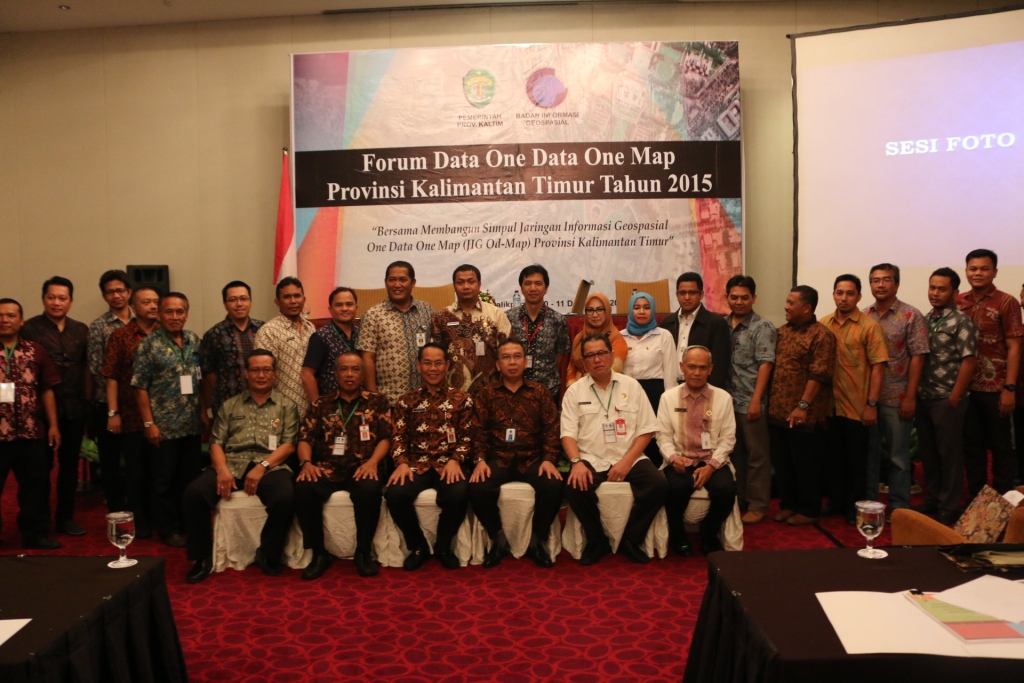 PEMERINTAH
PROV. KALTIM
BADAN INFORMASI
GEOSPASIAL
Forum Data One Data One Map
Provinsi Kalimantan Timur Tahun 2015
“Bersama Membangun Simpul Jaringan Informasi Geospasial
One Data One Map (JIG Od-Map) Provinsi Kalimantan Timur”
- 11 D
SESI FOTO